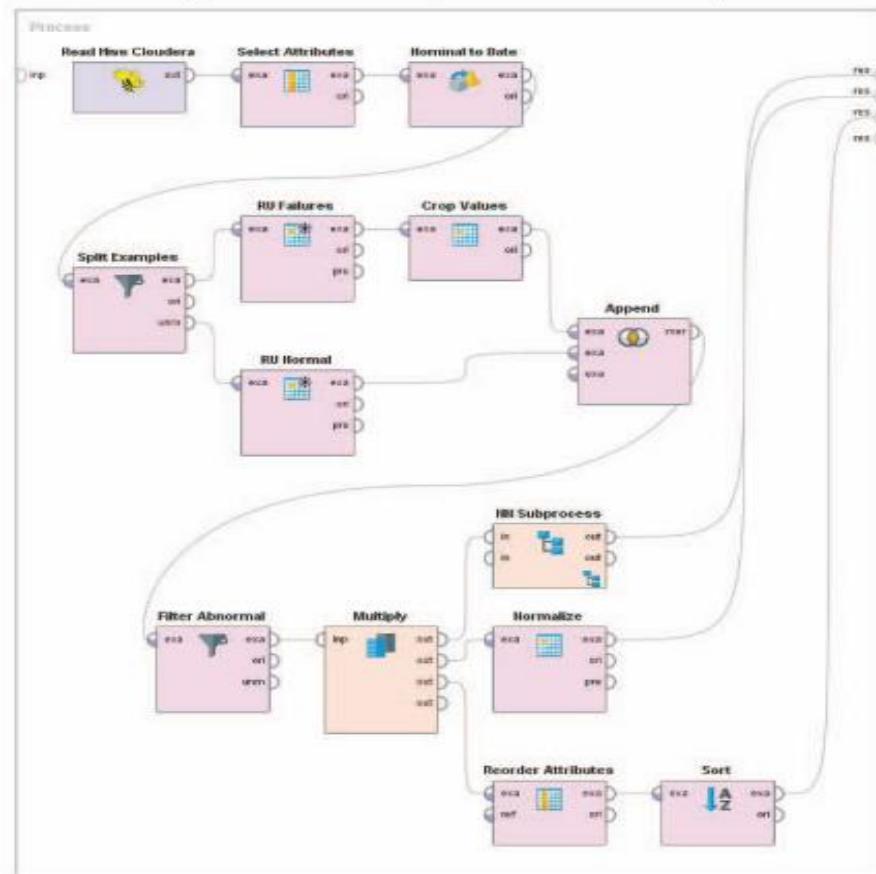 Process
Read Hive Cloudera
Select Attributes
Nominal to Date
inp
out
exa
exa
ori
exa
exa
ori
res
res
res
res
RU Failures
Crop Values
exa
exa
ori
pre
exa
exa
ori
Split Examples
exa
exa
ori
unm
Append
exa
exa
exa
mer
RU Normal
exa
exa
ori
pre
NN Subprocess
in
in
out
out
Filter Abnormal
Multiply
Normalize
exa
exa
ori
unm
inp
out
out
out
out
exa
exa
ori
pre
Reorder Attributes
Sort
exa
ref
exa
ori
exa
exa
ori